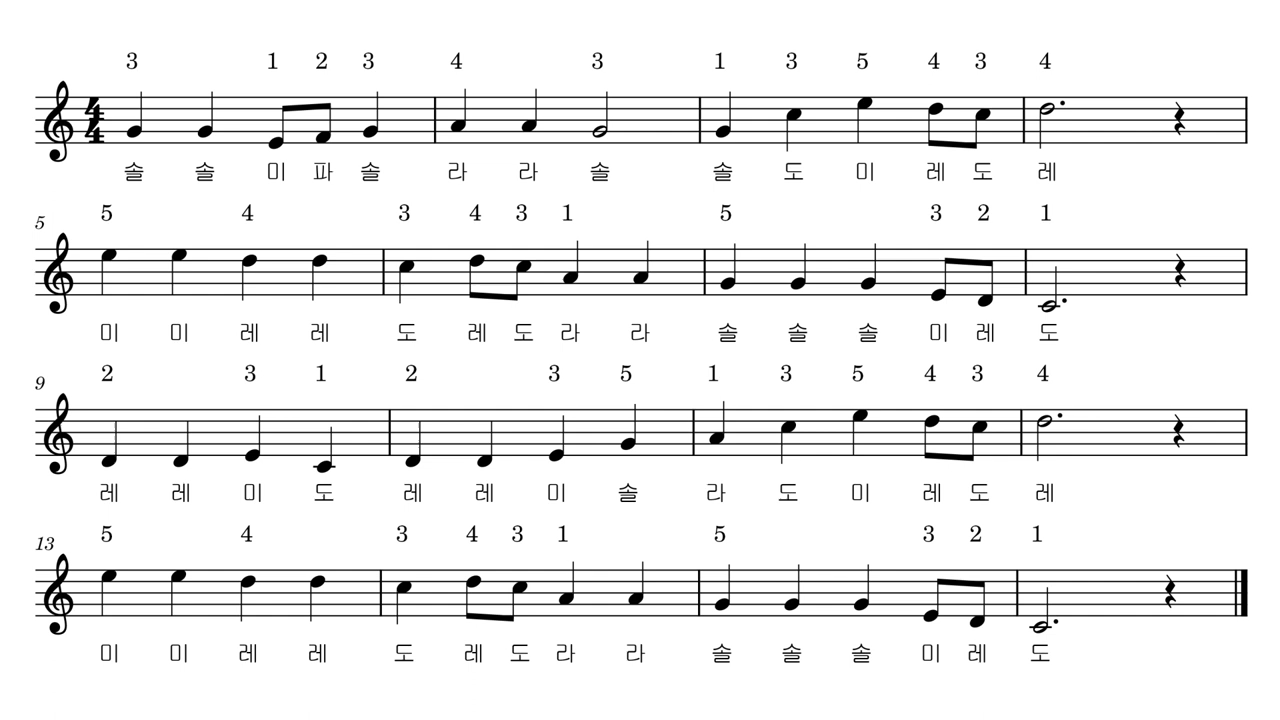 3 1 2 3 4 3 1 3 5 4 3 4
4
4
솔 솔 미 파 솔 라 라 솔 솔 도 미 레 도 레
5 4 3 4 3 1 5 3 2 1
5
미 미 레 레 도 레 도 라 라 솔 솔 솔 미 레 도
2 3 1 2 3 5 1 3 5 4 3 4
9
레 레 미 도 레 레 미 솔 라 도 미 레 도 레
5 4 3 4 3 1 5 3 2 1
13
미 미 레 레 도 레 도 라 라 솔 솔 솔 미 레 도